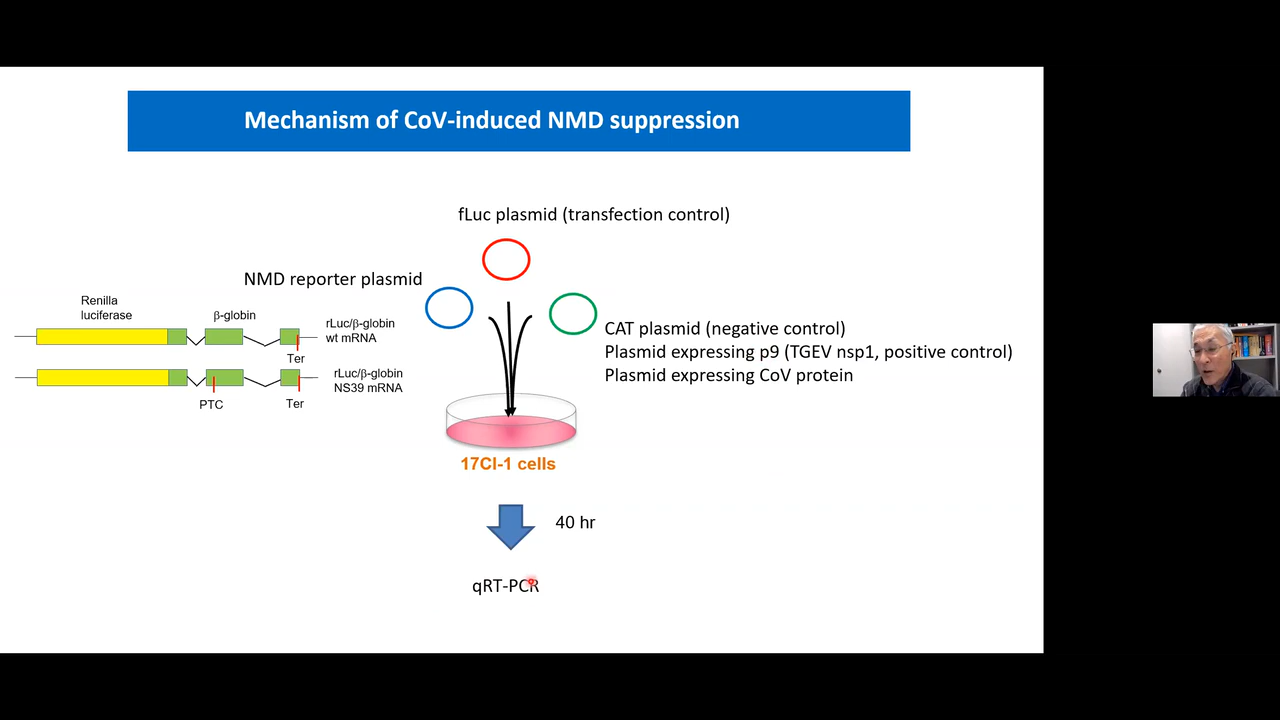 Mechanism of CoV-induced NMD suppression
fLuc plasmid (transfection control)
NMD reporter plasmid
Renilla
luciferase
β-globin
rLuc/β-globin
wt mRNA
Ter
rLuc/β-globin
NS39 mRNA
PTC
Ter
CAT plasmid (negative control)
Plasmid expressing p9 (TGEV nsp1, positive control)
Plasmid expressing CoV protein
17Cl-1 cells
40 hr
qRT-PCR